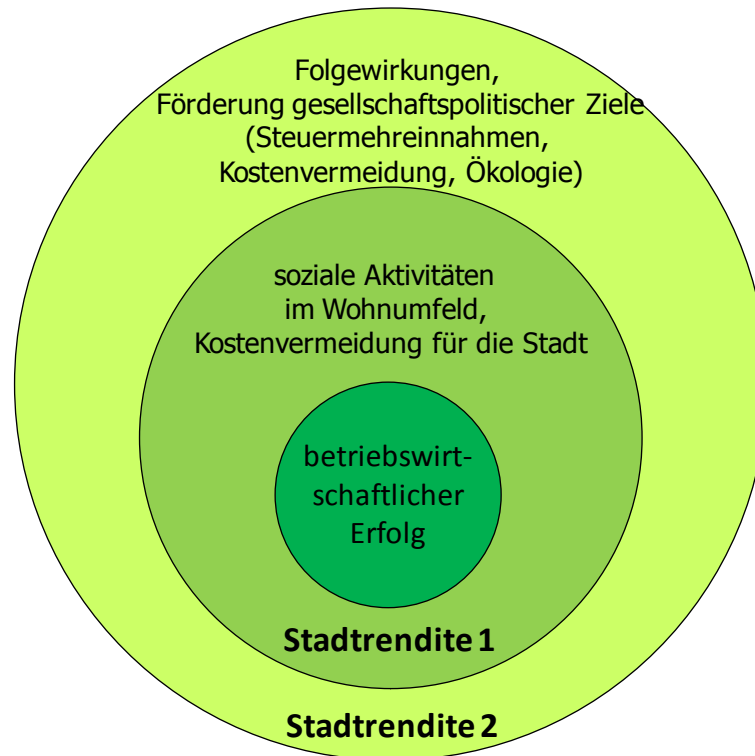 Folgewirkungen,
Förderung gesellschaftspolitischer Ziele
(Steuermehreinnahmen,
Kostenvermeidung, Ökologie)
soziale Aktivitäten
im Wohnumfeld,
Kostenvermeidung für die Stadt
betriebswirt-
schaftlicher
Erfolg
Stadtrendite 1
Stadtrendite 2